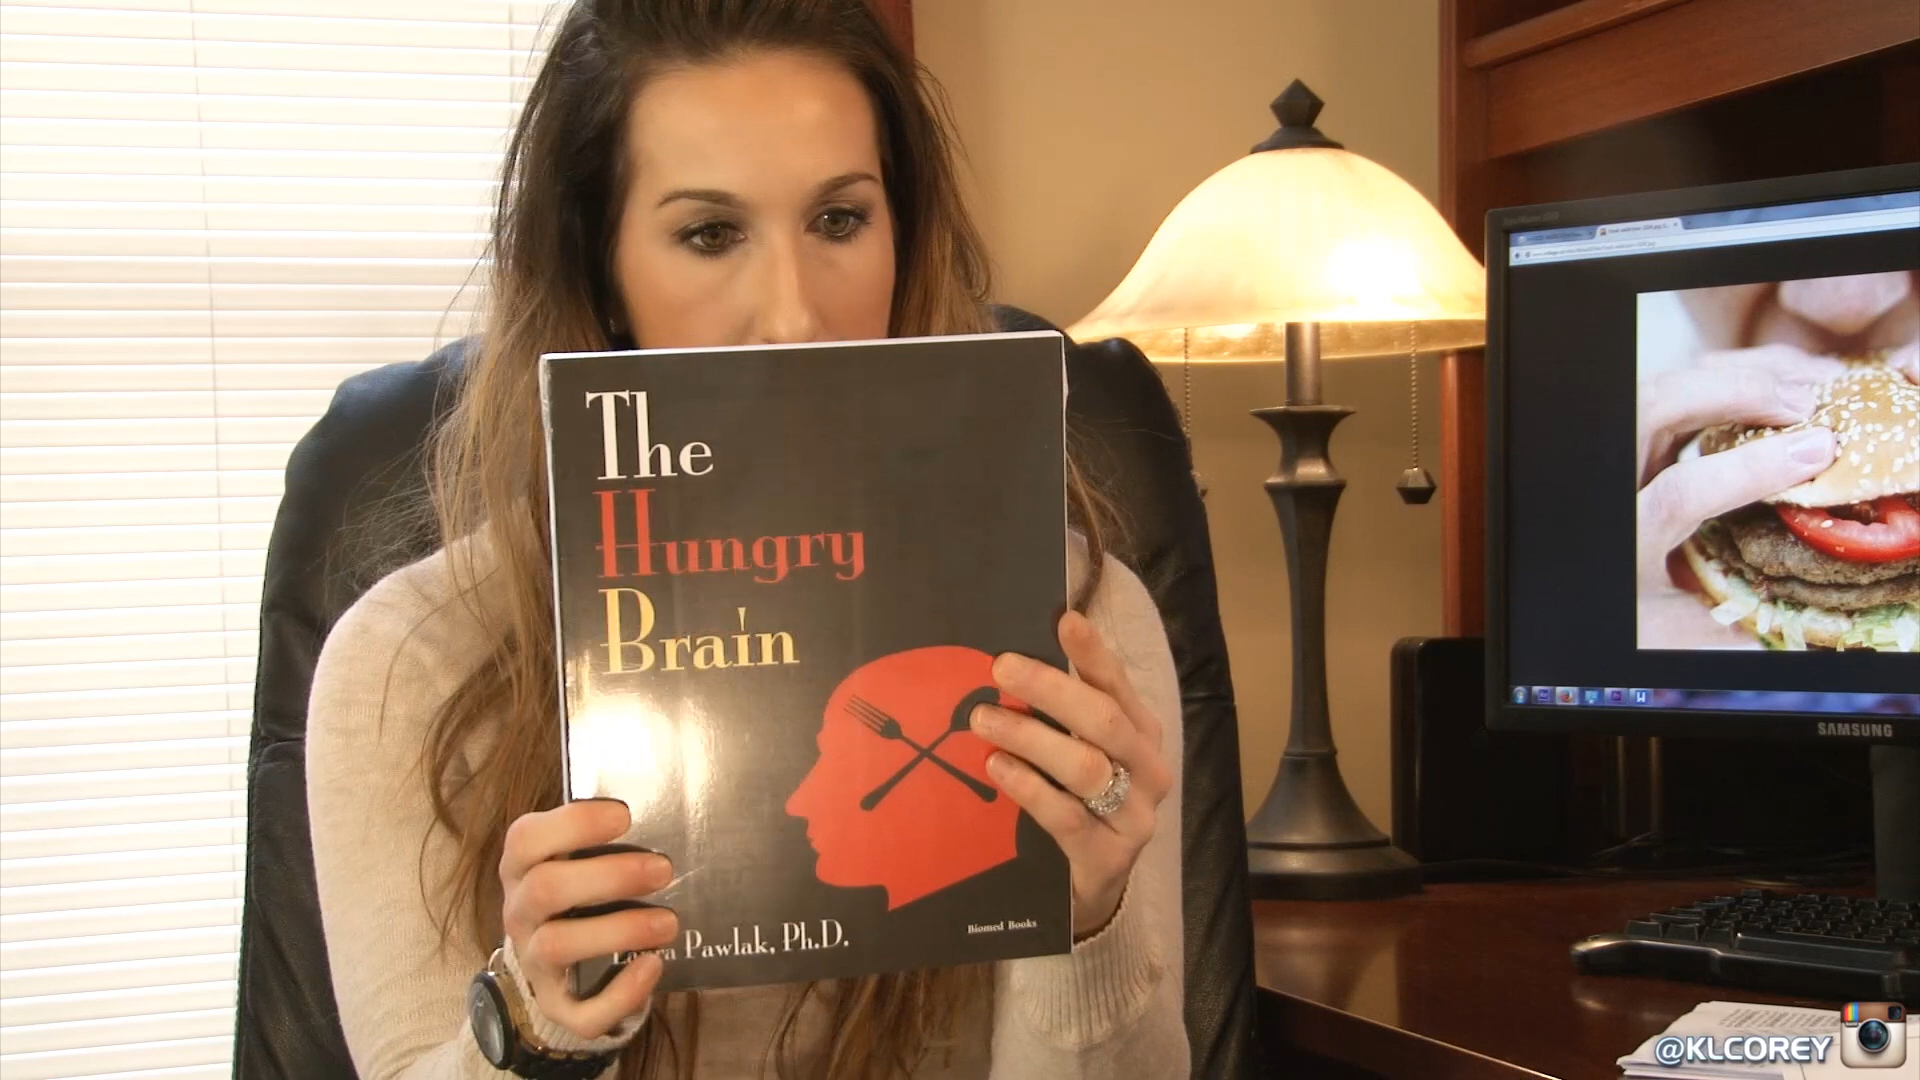 The
Hungry
Brain
Pawlak, Ph.D.
Biomed Books
SAMSUNG
@KLCOREY